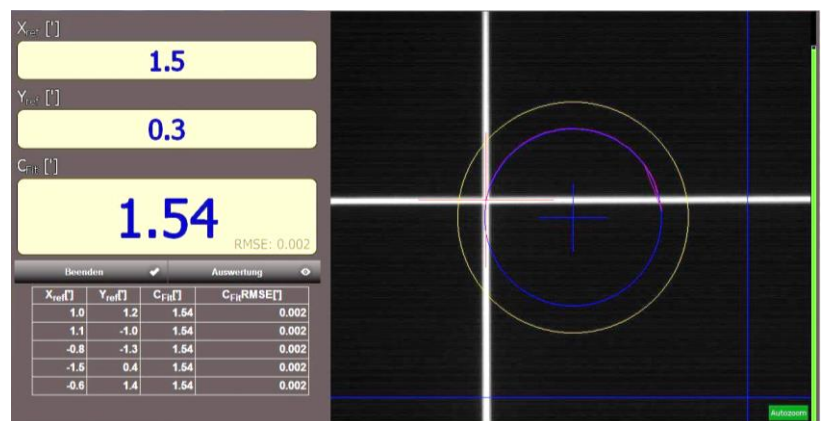 Xref [']
1.5
Yref [']
0.3
CFit [']
1.54
RMSE: 0.002
Beenden Auswertung
Xref['] Yref['] CFit['] CFitRMSE[']
1.0 1.2 1.54 0.002
1.1 -1.0 1.54 0.002
-0.8 -1.3 1.54 0.002
-1.5 0.4 1.54 0.002
-0.6 1.4 1.54 0.002
Autozoom